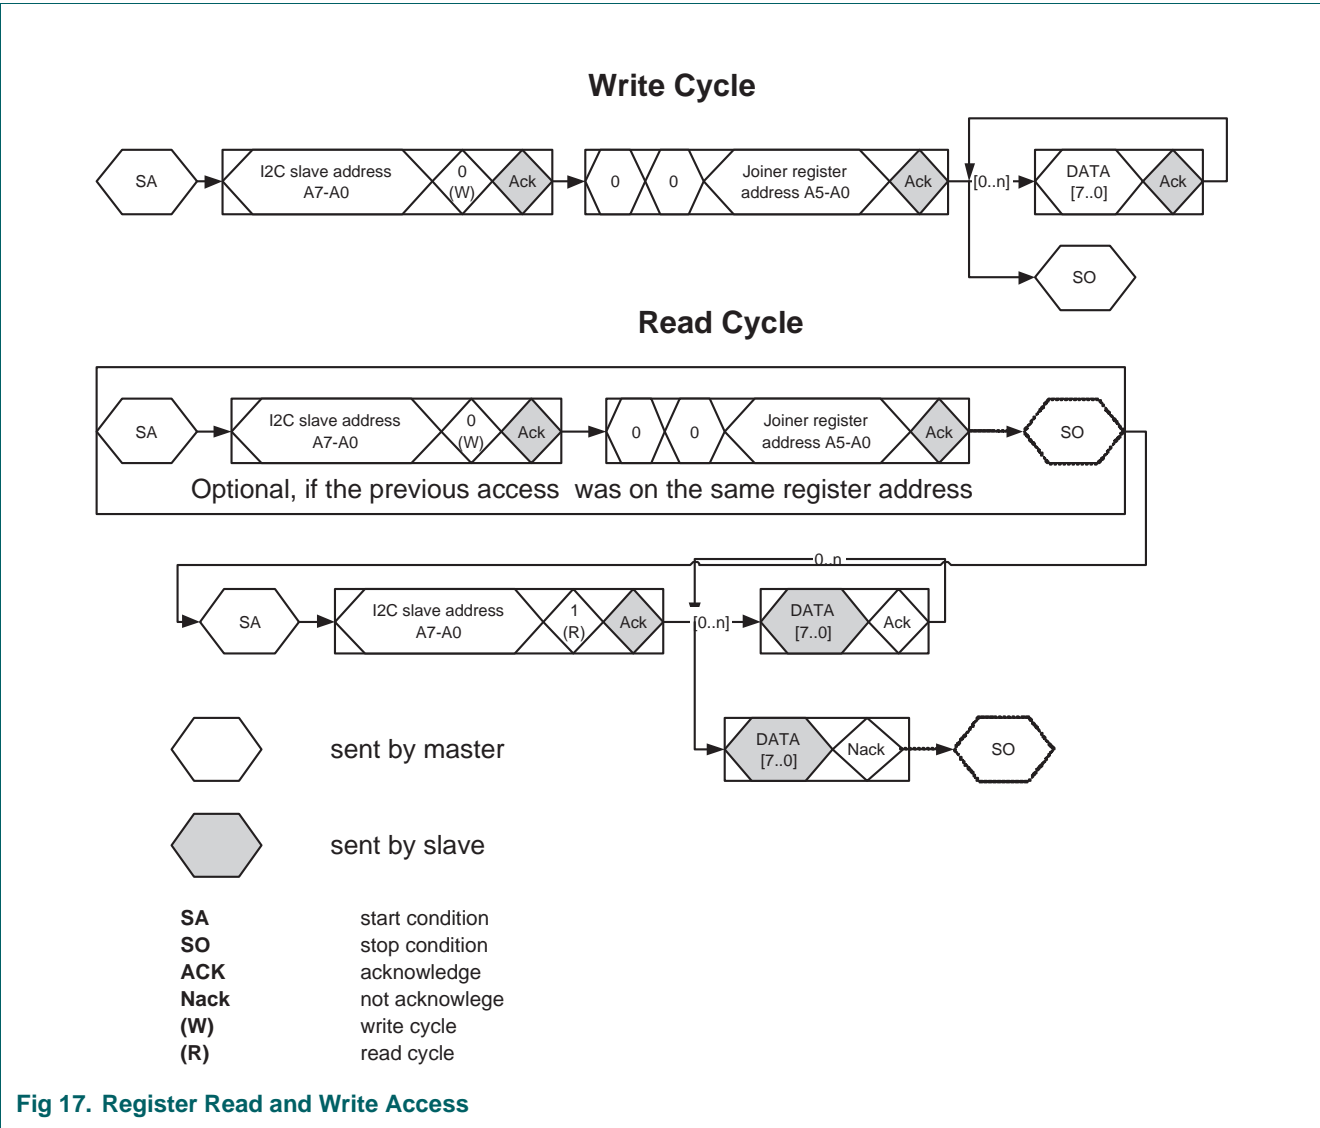 Write Cycle
SA
I2C slave address
A7-A0
0
(W)
Ack
0
0
Joiner register
address A5-A0
Ack
[0..n]
DATA
[7..0]
Ack
SO
Read Cycle
SA
I2C slave address
A7-A0
0
(W)
Ack
0
0
Joiner register
address A5-A0
Ack
SO
Optional, if the previous access was on the same register address
0..n
SA
I2C slave address
A7-A0
1
(R)
Ack
[0..n]
DATA
[7..0]
Ack
DATA
[7..0]
Nack
SO
sent by master
sent by slave
SA start condition
SO stop condition
ACK acknowledge
Nack not acknowlege
(W) write cycle
(R) read cycle
Fig 17. Register Read and Write Access